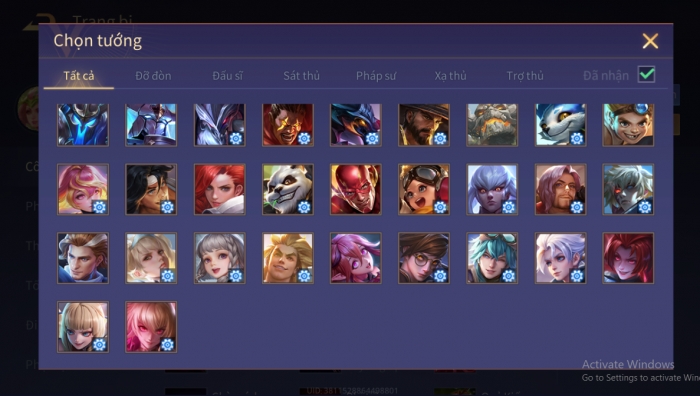 Trang bị
Chọn tướng
Tất cả
Đỡ đòn
Đấu sĩ
Sát thủ
Pháp sư
Xạ thủ
Trợ thủ
Đã nhận
Activate Windows
Go to Settings to activate Win